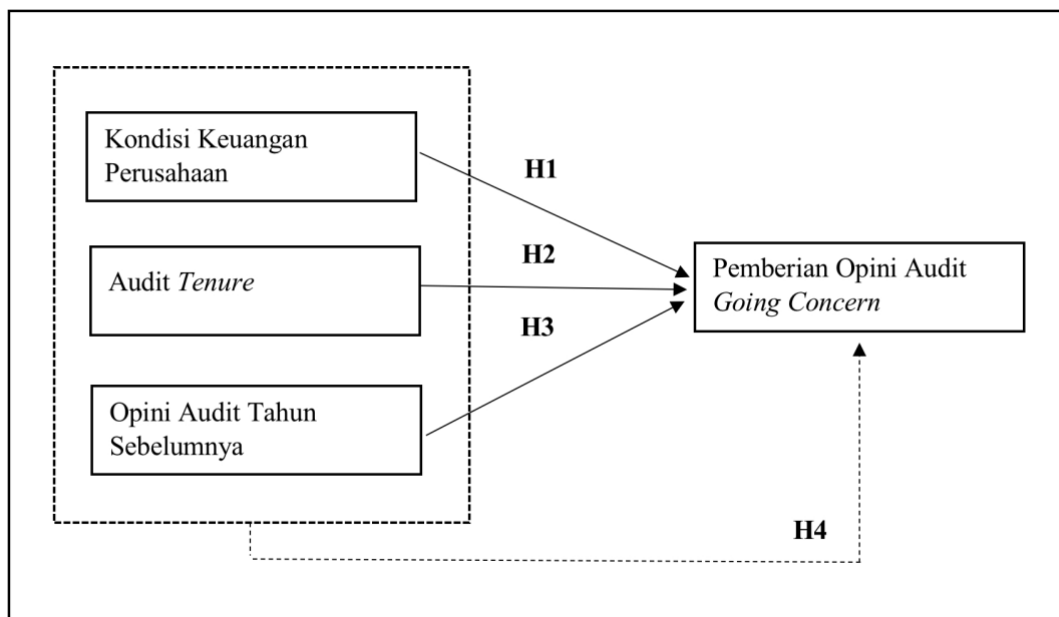 Kondisi Keuangan
Perusahaan
H1
Audit Tenure
H2
Pemberian Opini Audit
Going Concern
H3
Opini Audit Tahun
Sebelumnya
H4